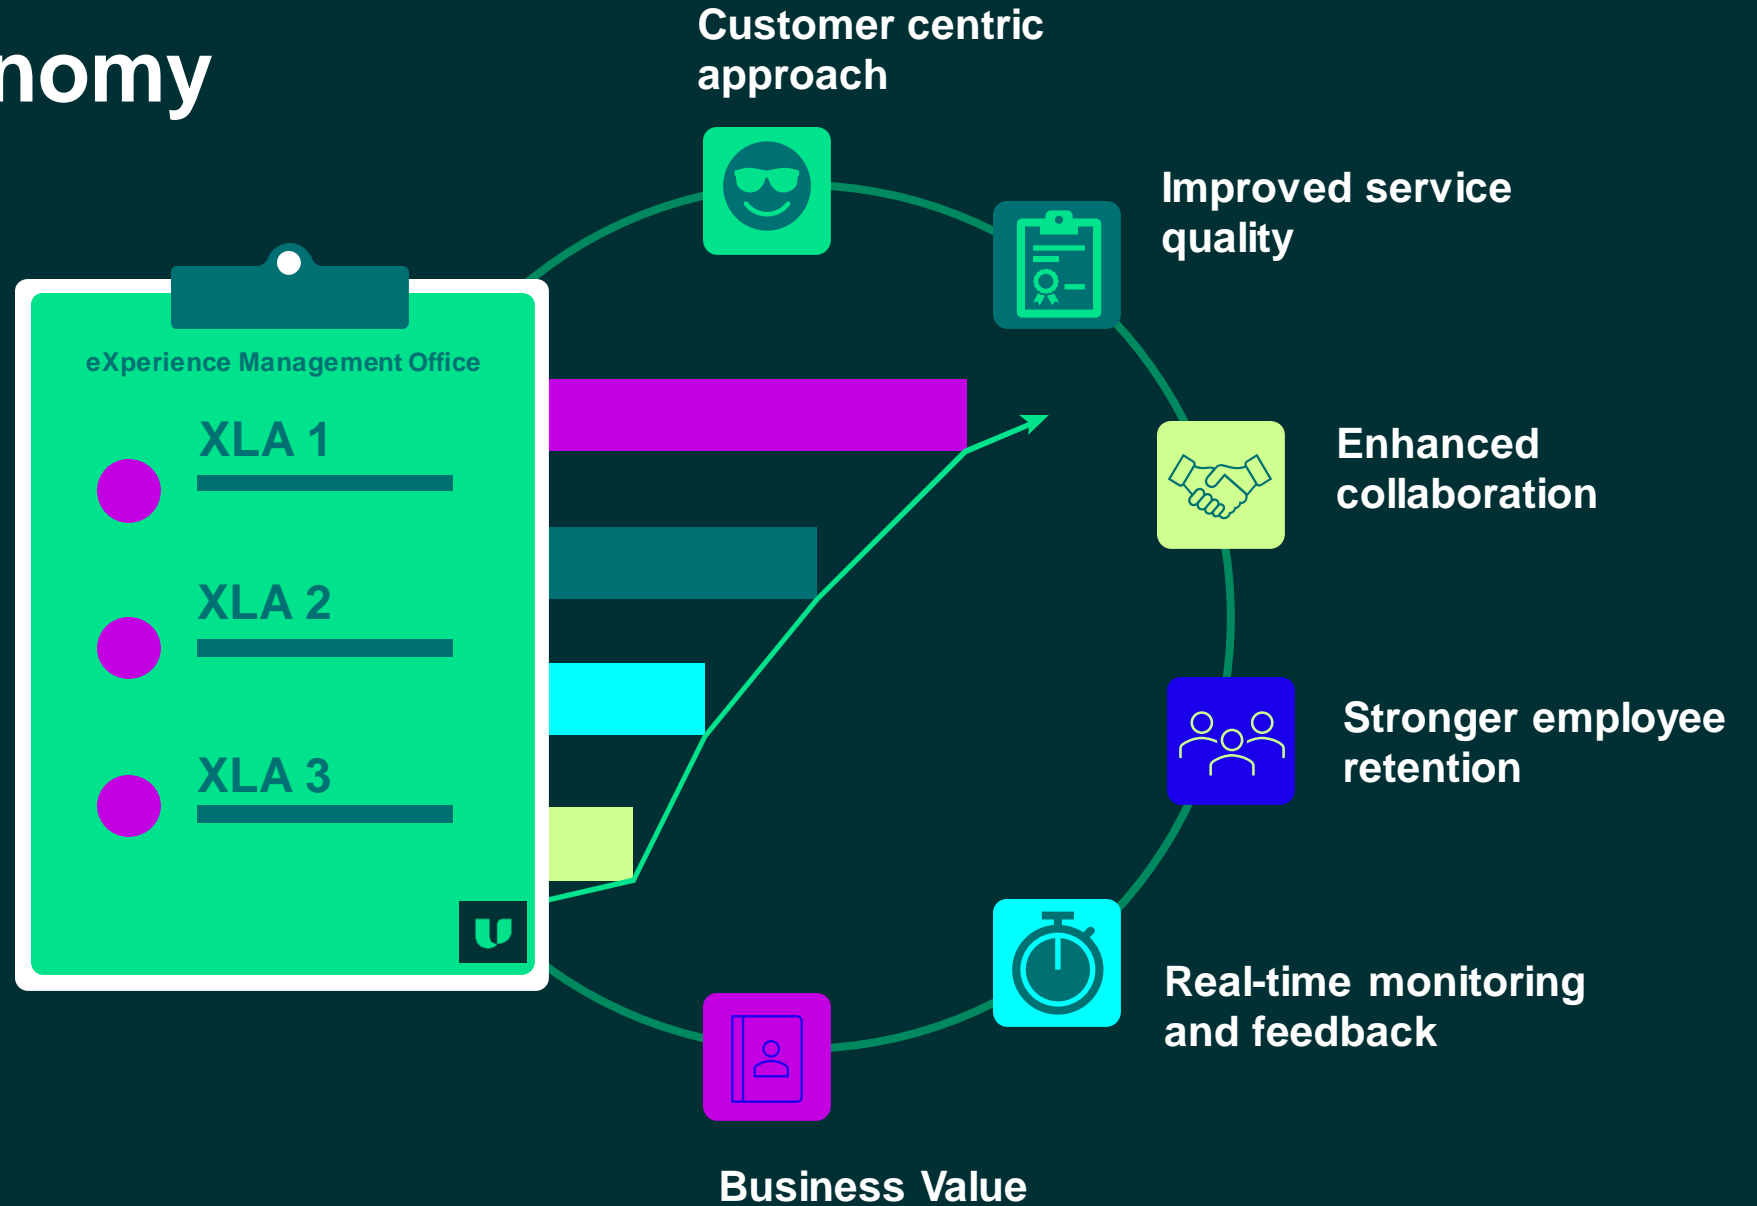 nomy
Customer centric
approach
Improved service
quality
eXperience Management Office
XLA 1
XLA 2
XLA 3
Enhanced
collaboration
Stronger employee
retention
Real-time monitoring
and feedback
Business Value